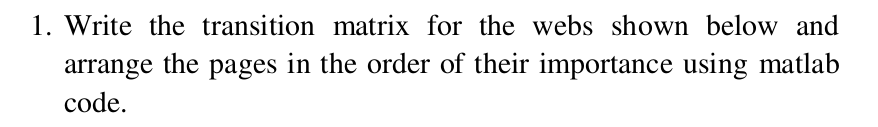 1. Write the transition matrix for the webs shown below and
arrange the pages in the order of their importance using matlab
code.